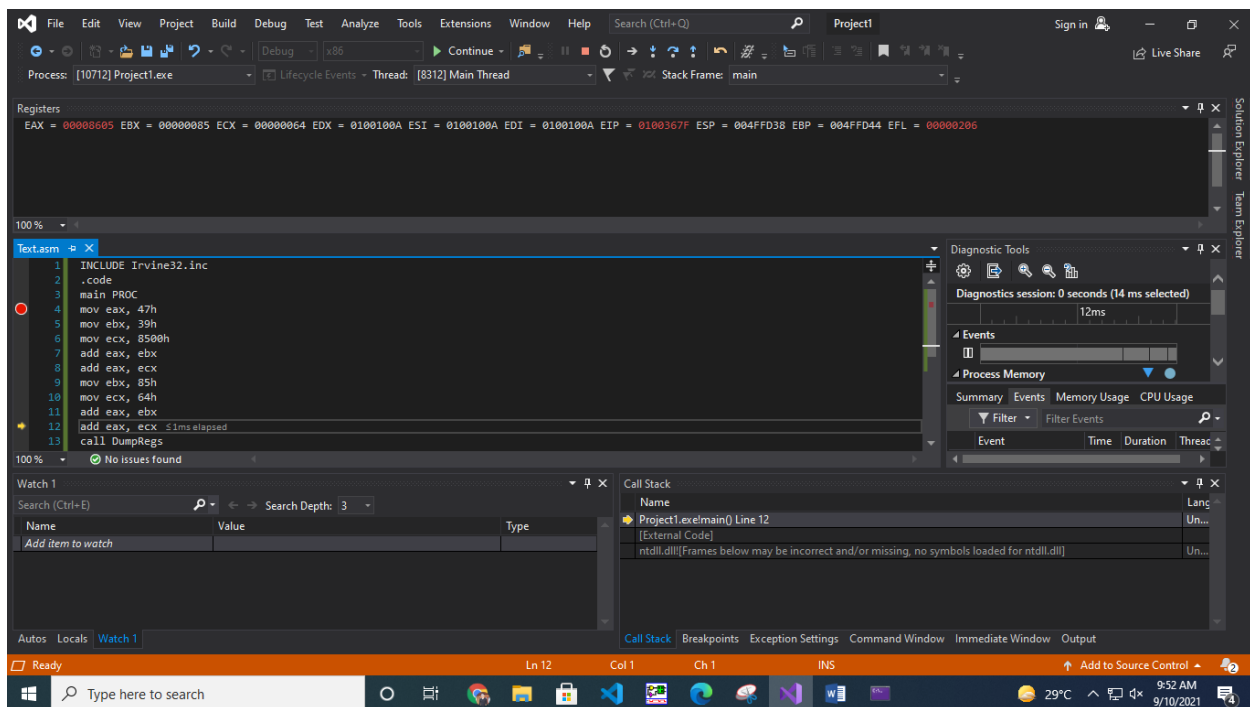 File Edit View Project Build Debug Test Analyze Tools Extensions Window Help Search (Ctrl+Q) Project1 Sign in
Debug x86 Continue Live Share
Process: [10712] Project1.exe Lifecycle Events Thread: [8312] Main Thread Stack Frame: main
Registers
EAX = 00008605 EBX = 00000085 ECX = 00000064 EDX = 0100100A ESI = 0100100A EDI = 0100100A EIP = 0100367F ESP = 004FFD38 EBP = 004FFD44 EFL = 00000206
100 %
Solution Explorer
Team Explorer
Text.asm
1 INCLUDE Irvine32.inc
2 .code
3 main PROC
4 mov eax, 47h
5 mov ebx, 39h
6 mov ecx, 8500h
7 add eax, ebx
8 add eax, ecx
9 mov ebx, 85h
10 mov ecx, 64h
11 add eax, ebx
12 add eax, ecx ≤1ms elapsed
13 call DumpRegs
100 % No issues found
Diagnostic Tools
Diagnostics session: 0 seconds (14 ms selected)
12ms
Events
Process Memory
Summary Events Memory Usage CPU Usage
Filter Filter Events
Event Time Duration Thread
Watch 1
Search (Ctrl+E) Search Depth: 3
Name Value Type
Add item to watch
Autos Locals Watch 1
Call Stack
Name Lang
Project1.exe!main() Line 12 Un...
[External Code]
ntdll.dll![Frames below may be incorrect and/or missing, no symbols loaded for ntdll.dll] Un...
Call Stack Breakpoints Exception Settings Command Window Immediate Window Output
Ready Ln 12 Col 1 Ch 1 INS Add to Source Control 2
Type here to search 29°C 9:52 AM
9/10/2021 4